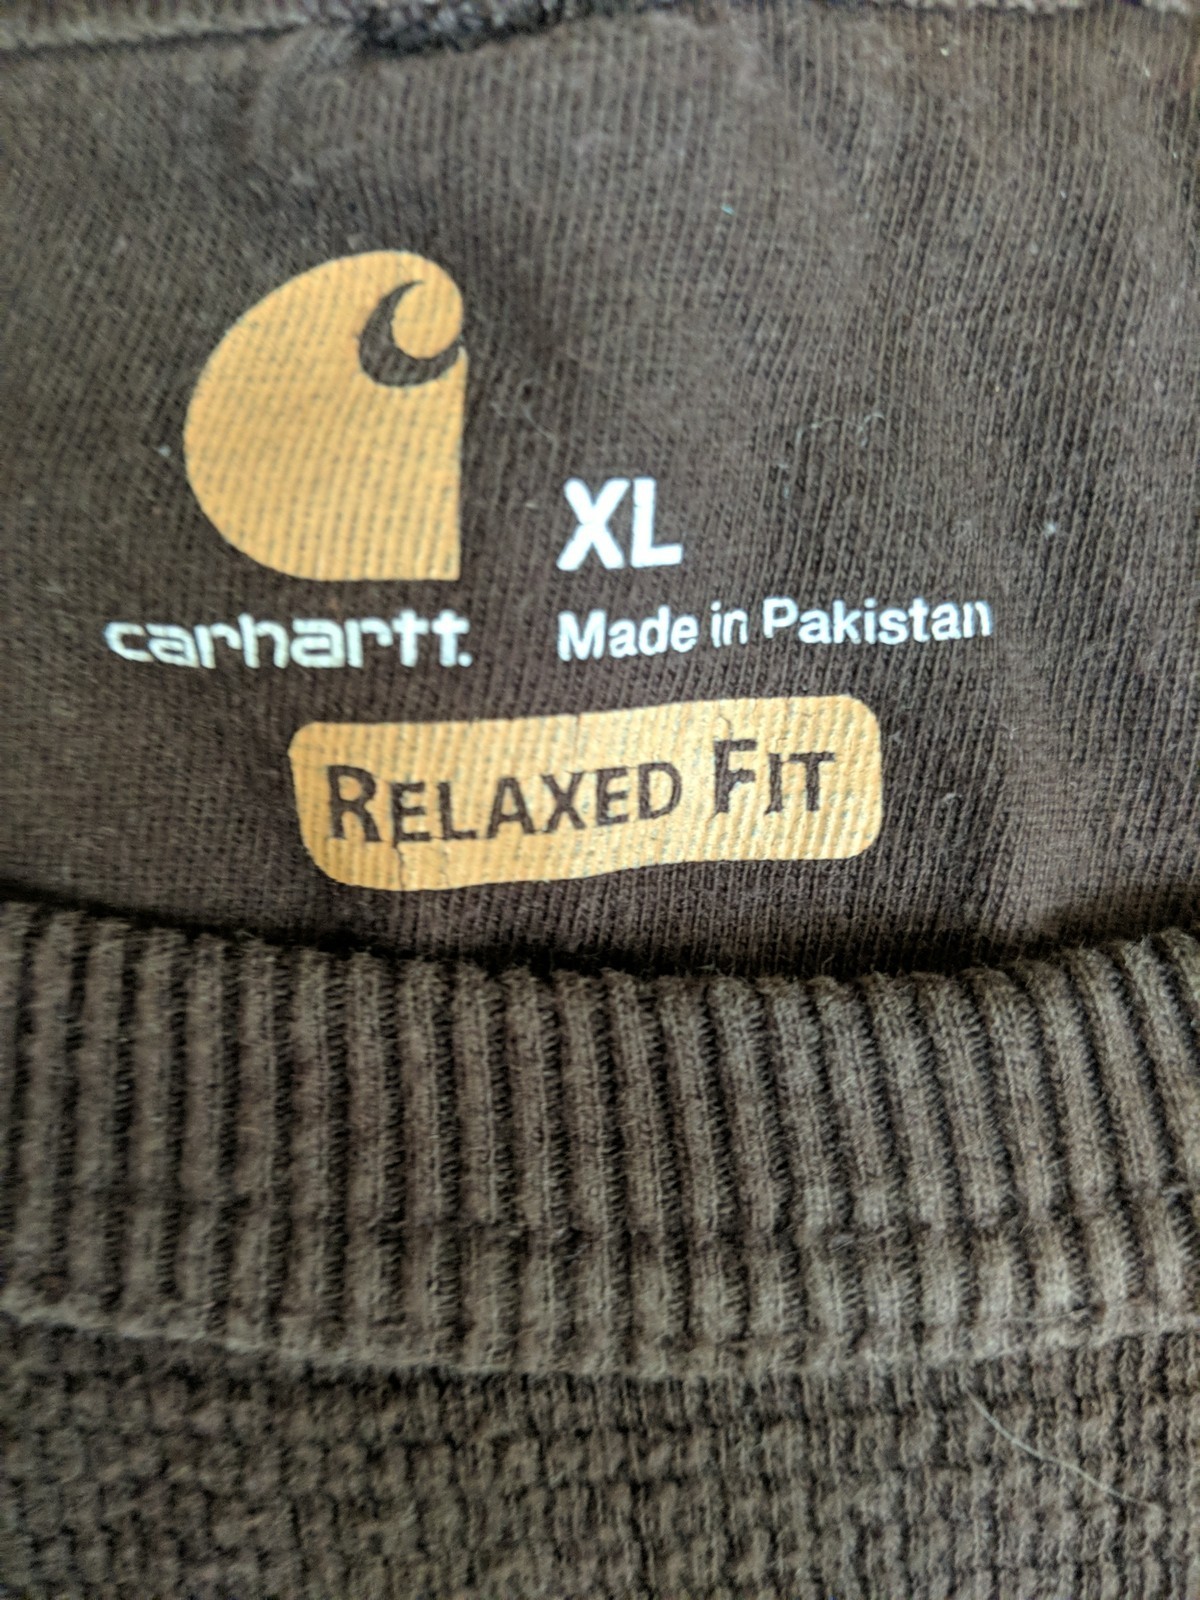 XL
carhartt.
Made in Pakistan
RELAXED FIT